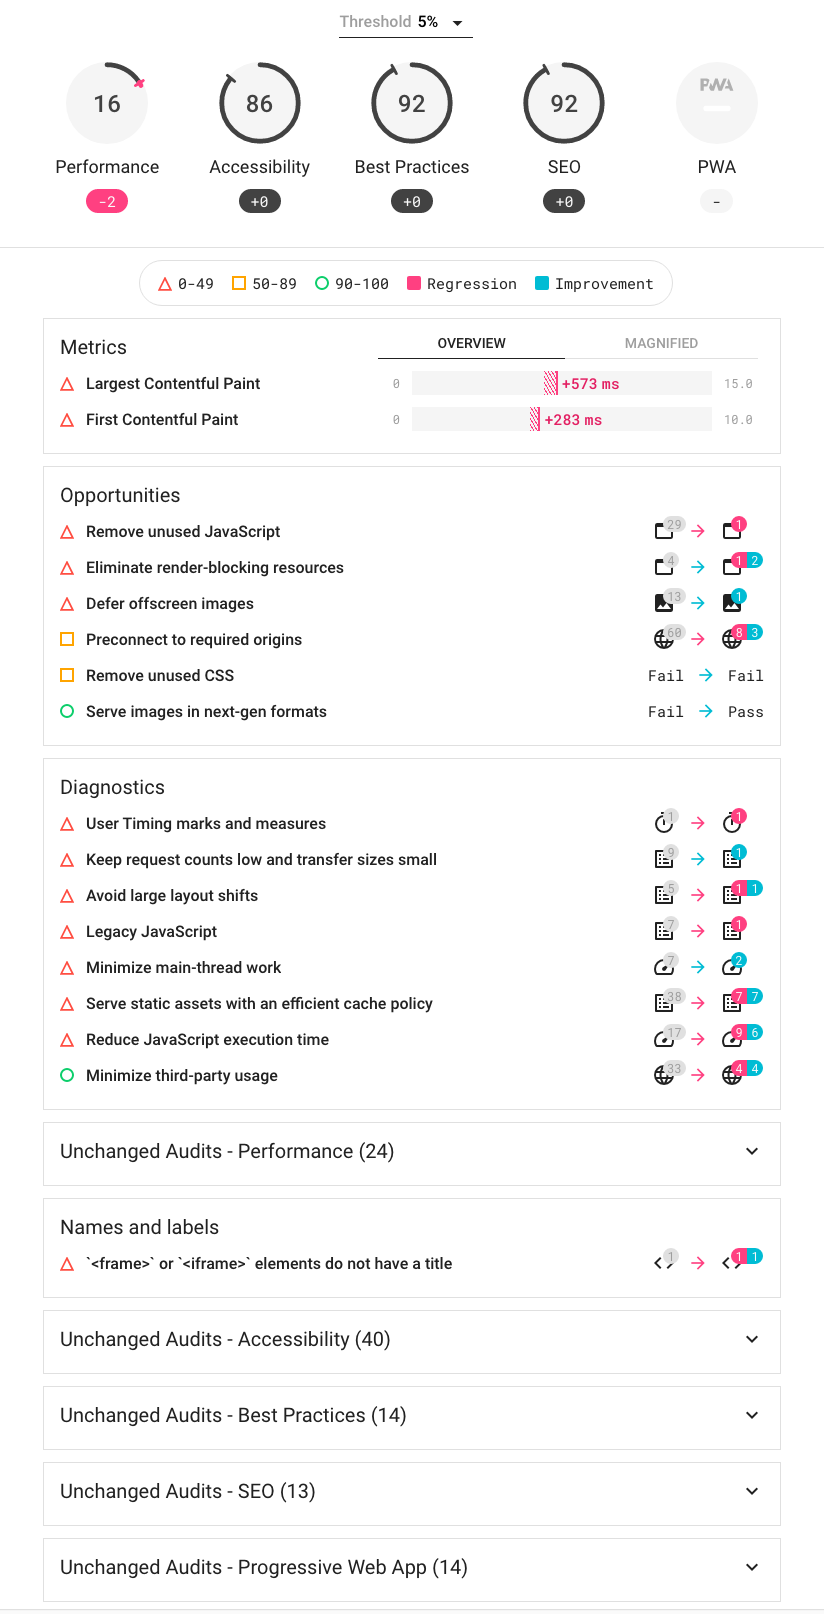 Threshold 5%
16 86 92 92 PWA
Performance Accessibility Best Practices SEO PWA
-2 +0 +0 +0 -
0-49 50-89 90-100 Regression Improvement
Metrics OVERVIEW MAGNIFIED
Largest Contentful Paint 0 +573 ms 15.0
First Contentful Paint 0 +283 ms 10.0
Opportunities
Remove unused JavaScript 29 1
Eliminate render-blocking resources 4 1 2
Defer offscreen images 13 1
Preconnect to required origins 60 8 3
Remove unused CSS Fail Fail
Serve images in next-gen formats Fail Pass
Diagnostics
User Timing marks and measures 1 1
Keep request counts low and transfer sizes small 9 1
Avoid large layout shifts 5 1 1
Legacy JavaScript 7 1
Minimize main-thread work 7 2
Serve static assets with an efficient cache policy 38 7 7
Reduce JavaScript execution time 17 9 6
Minimize third-party usage 33 4 4
Unchanged Audits - Performance (24)
Names and labels
`<frame>` or `<iframe>` elements do not have a title 1 1 1
Unchanged Audits - Accessibility (40)
Unchanged Audits - Best Practices (14)
Unchanged Audits - SEO (13)
Unchanged Audits - Progressive Web App (14)